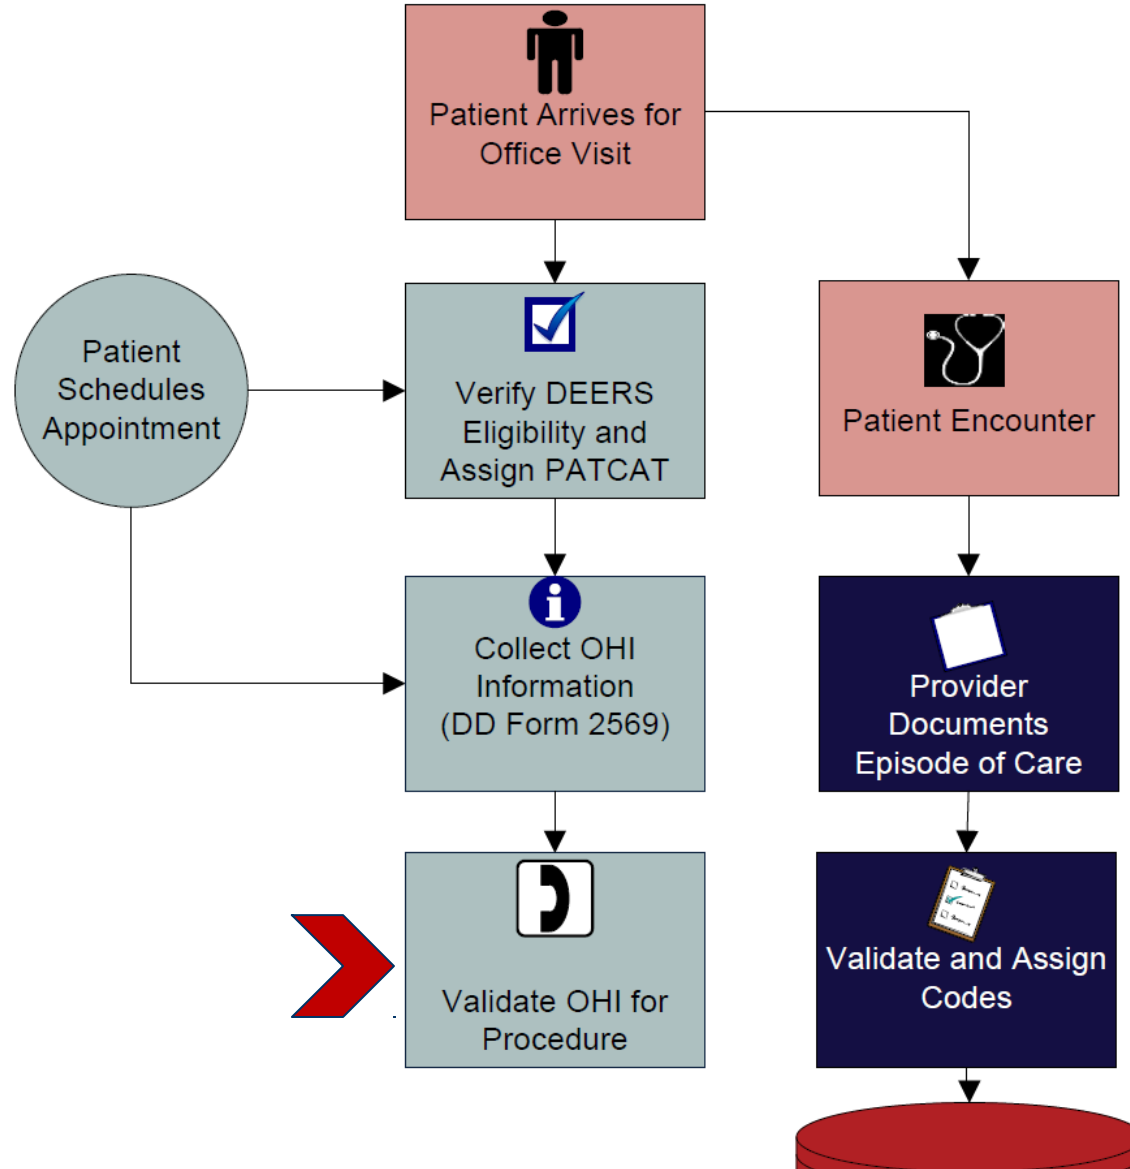 Patient Arrives for
Office Visit
Patient
Schedules
Appointment
Verify DEERS
Eligibility and
Assign PATCAT
Patient Encounter
Collect OHI
Information
(DD Form 2569)
Provider
Documents
Episode of Care
Validate OHI for
Procedure
Validate and Assign
Codes